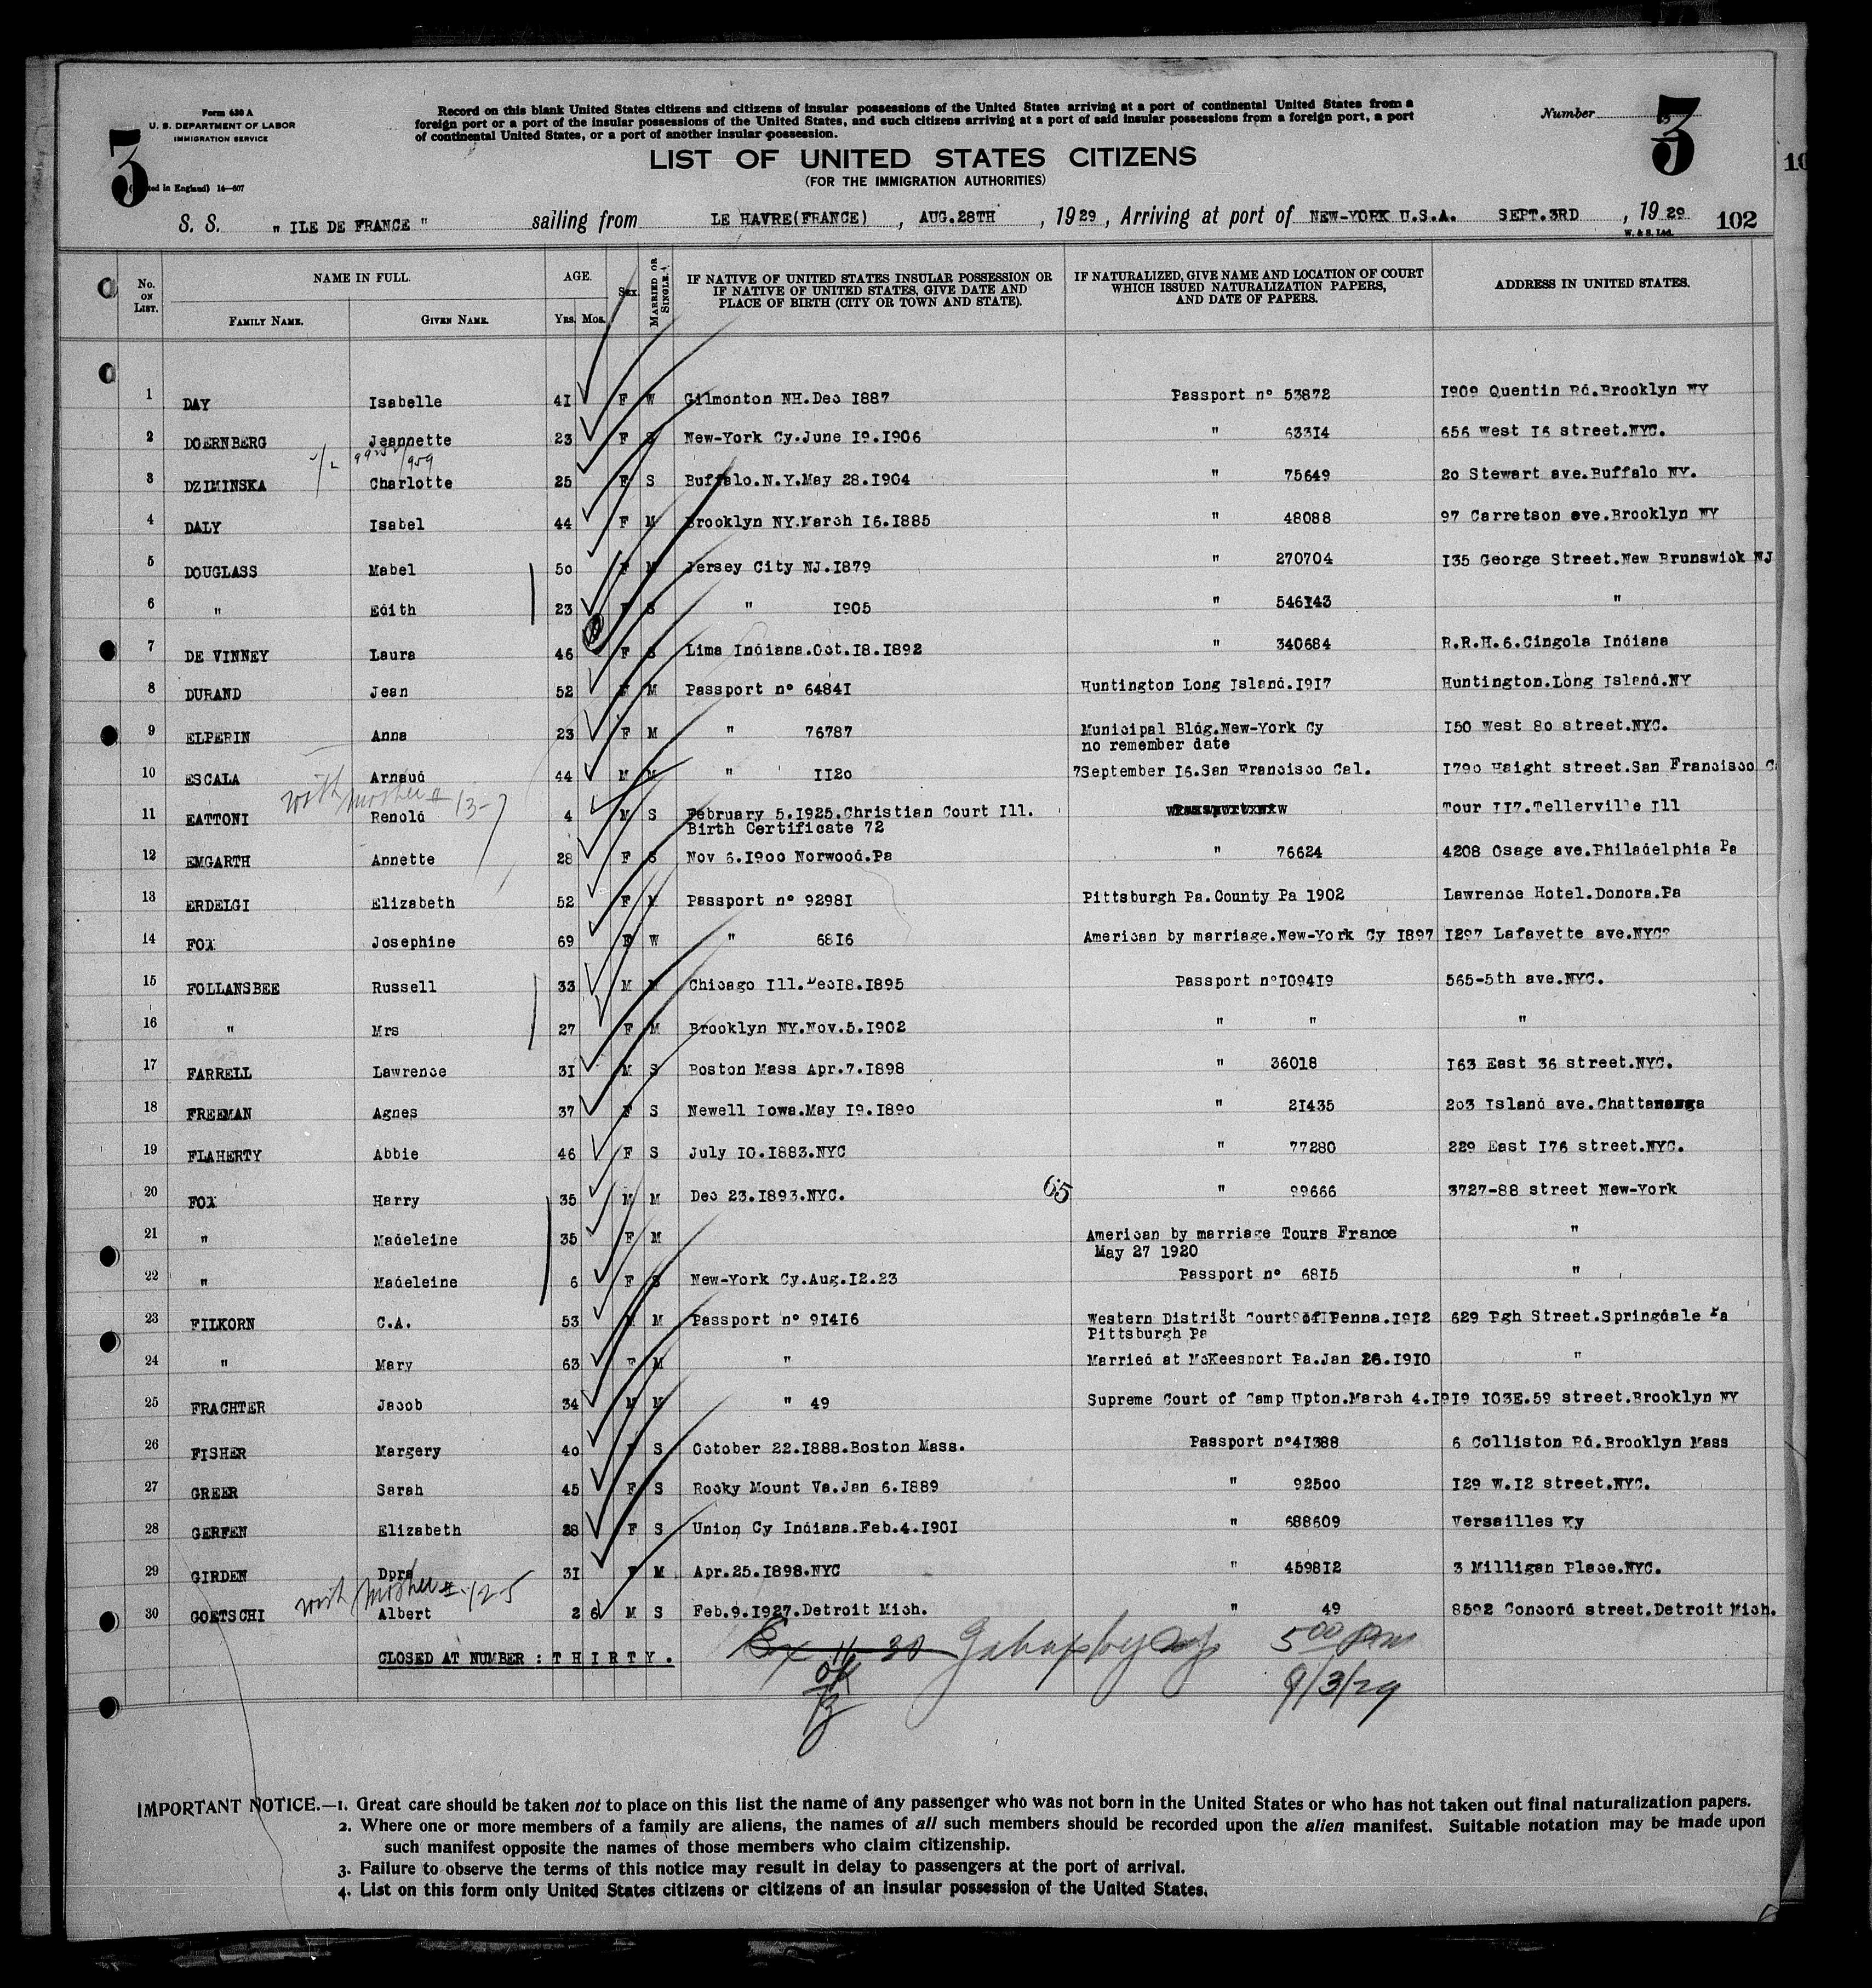 Form 630 A
U. S. DEPARTMENT OF LABOR
IMMIGRATION SERVICE
3
ted in England) 14—607
Record on this blank United States citizens and citizens of insular possessions of the United States arriving at a port of continental United States from a
foreign port or a port of the insular possessions of the United States, and such citizens arriving at a port of said insular possessions from a foreign port, a port
of continental United States, or a port of another insular possession.
LIST OF UNITED STATES CITIZENS
(FOR THE IMMIGRATION AUTHORITIES)
Number 3
10
S. S. " ILE DE FRANCE " sailing from LE HAVRE(FRANCE) , AUG.28TH , 1929 , Arriving at port of NEW-YORK U.S.A. SEPT.3RD , 1929 102
W. & S. Ltd.
No. ON LIST. NAME IN FULL. AGE. Sex MARRIED OR SINGLE. IF NATIVE OF UNITED STATES INSULAR POSSESSION OR IF NATIVE OF UNITED STATES, GIVE DATE AND PLACE OF BIRTH (CITY OR TOWN AND STATE). IF NATURALIZED, GIVE NAME AND LOCATION OF COURT WHICH ISSUED NATURALIZATION PAPERS, AND DATE OF PAPERS. ADDRESS IN UNITED STATES.
FAMILY NAME. GIVEN NAME. Yrs. Mos.
1 DAY Isabelle 41 F W Gilmonton NH.Dec 1887 Passport n° 53872 1909 Quentin Rd.Brooklyn NY
2 DOERNBERG Jeannette 23 F S New-York Cy.June 19.1906 " 63314 656 West 16 street.NYC.
3 DZIMINSKA Charlotte 25 F S Buffalo.N.Y.May 28.1904 " 75649 20 Stewart ave.Buffalo NY.
4 DALY Isabel 44 F M Brooklyn NY.March 16.1885 " 48088 97 Carretson ave.Brooklyn NY
5 DOUGLASS Mabel 50 F M Jersey City NJ.1879 " 270704 135 George Street.New Brunswick NJ
6 " Edith 23 F S " 1905 " 546143 "
7 DE VINNEY Laura 46 F S Lima Indiana.Oct.18.1892 " 340684 R.R.H.6.Cingola Indiana
8 DURAND Jean 52 F M Passport n° 64841 Huntington Long Island.1917 Huntington.Long Island.NY
9 ELPERIN Anna 23 F M " 76787 Municipal Bldg.New-York Cy 150 West 80 street.NYC.
no remember date
10 ESCALA Arnaud 44 M M " 1120 7September 16.San Francisco Cal. 1790 Haight street.San Francisco C
with mother # 13-7
11 EATTONI Renold 4 M S February 5.1925.Christian Court Ill. Tour 117.Tellerville Ill
Birth Certificate 72
12 EMGARTH Annette 28 F S Nov 6.1900 Norwood.Pa " 76624 4208 Osage ave.Philadelphia Pa
13 ERDELGI Elizabeth 52 F M Passport n° 92981 Pittsburgh Pa.County Pa 1902 Lawrence Hotel.Donora.Pa
14 FOX Josephine 69 F W " 6816 American by marriage.New-York Cy 1897 1297 Lafayette ave.NYC?
15 FOLLANSBEE Russell 33 M M Chicago Ill.Dec18.1895 Passport n°109419 565-5th ave.NYC.
16 " Mrs 27 F M Brooklyn NY.Nov.5.1902 " " "
17 FARRELL Lawrence 31 M S Boston Mass Apr.7.1898 " 36018 163 East 36 street.NYC.
18 FREEMAN Agnes 37 F S Newell Iowa.May 19.1890 " 21435 203 Island ave.Chattanooga
19 FLAHERTY Abbie 46 F S July 10.1883.NYC " 77280 229 East 176 street.NYC.
20 FOX Harry 35 M M Dec 23.1893.NYC. 65 " 99666 3727-88 street New-York
21 " Madeleine 35 F M American by marriage Tours France "
May 27 1920
22 " Madeleine 6 F S New-York Cy.Aug.12.23 Passport n° 6815 "
23 FILKORN C.A. 53 M M Passport n° 91416 Western District Court of Penna.1912 629 Pgh Street.Springdale Pa
Pittsburgh Pa
24 " Mary 63 F M " Married at McKeesport Pa.Jan 26.1910 "
25 FRACHTER Jacob 34 M M " 49 Supreme Court of Camp Upton.March 4.1919 103E.59 street.Brooklyn NY
26 FISHER Margery 40 F S October 22.1888.Boston Mass. Passport n°41388 6 Colliston Rd.Brooklyn Mass
27 GREER Sarah 45 F S Rocky Mount Va.Jan 6.1889 " 92500 129 W.12 street.NYC.
28 GERFEN Elizabeth 28 F S Union Cy Indiana.Feb.4.1901 " 688609 Versailles Ky
29 GIRDEN Dpra 31 F M Apr.25.1898.NYC " 459812 3 Milligan Place.NYC.
with mother # 12-5
30 GOETSCHI Albert 2 6 M S Feb.9.1927.Detroit Mich. " 49 8592 Concord street.Detroit Mich.
CLOSED AT NUMBER : THIRTY.
30 5 00 Pm
9/3/29
IMPORTANT NOTICE.—1. Great care should be taken not to place on this list the name of any passenger who was not born in the United States or who has not taken out final naturalization papers.
2. Where one or more members of a family are aliens, the names of all such members should be recorded upon the alien manifest. Suitable notation may be made upon
such manifest opposite the names of those members who claim citizenship.
3. Failure to observe the terms of this notice may result in delay to passengers at the port of arrival.
4. List on this form only United States citizens or citizens of an insular possession of the United States.